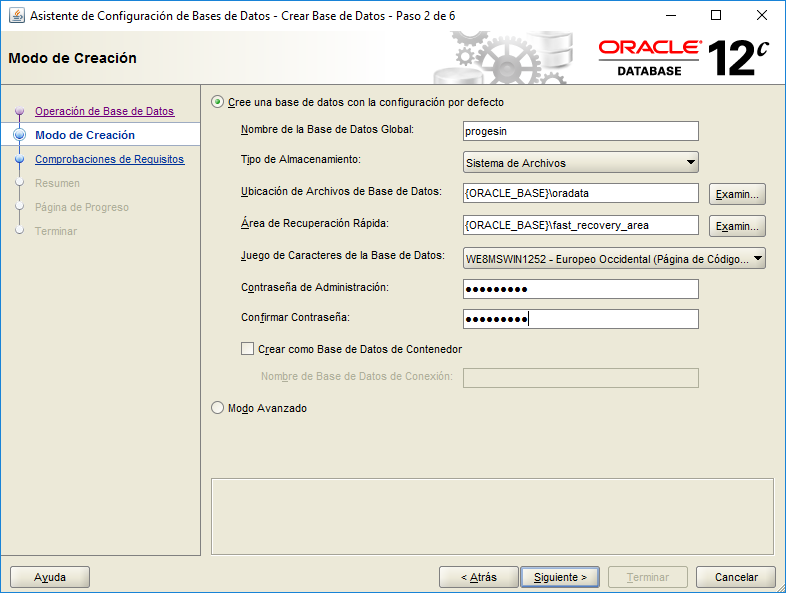 Asistente de Configuración de Bases de Datos - Crear Base de Datos - Paso 2 de 6
Modo de Creación
ORACLE®
DATABASE
12c
Operación de Base de Datos
Modo de Creación
Comprobaciones de Requisitos
Resumen
Página de Progreso
Terminar
Cree una base de datos con la configuración por defecto
Nombre de la Base de Datos Global: progesin
Tipo de Almacenamiento: Sistema de Archivos
Ubicación de Archivos de Base de Datos: {ORACLE_BASE}\oradata Examin...
Área de Recuperación Rápida: {ORACLE_BASE}\fast_recovery_area Examin...
Juego de Caracteres de la Base de Datos: WE8MSWIN1252 - Europeo Occidental (Página de Código...
Contraseña de Administración: ●●●●●●●●●
Confirmar Contraseña: ●●●●●●●●●
Crear como Base de Datos de Contenedor
Nombre de Base de Datos de Conexión:
Modo Avanzado
Ayuda < Atrás Siguiente > Terminar Cancelar